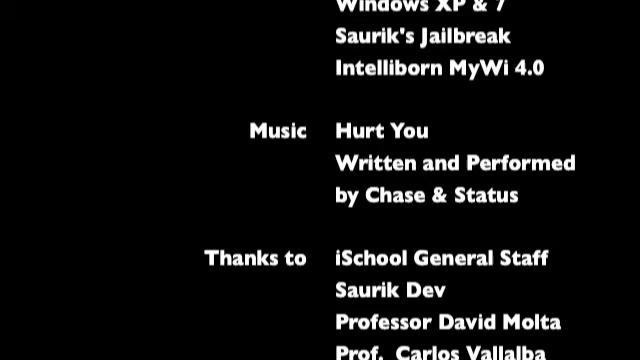 Windows XP & 7
Saurik's Jailbreak
Intelliborn MyWi 4.0
Music Hurt You
Written and Performed
by Chase & Status
Thanks to iSchool General Staff
Saurik Dev
Professor David Molta
Prof. Carlos Vallalba